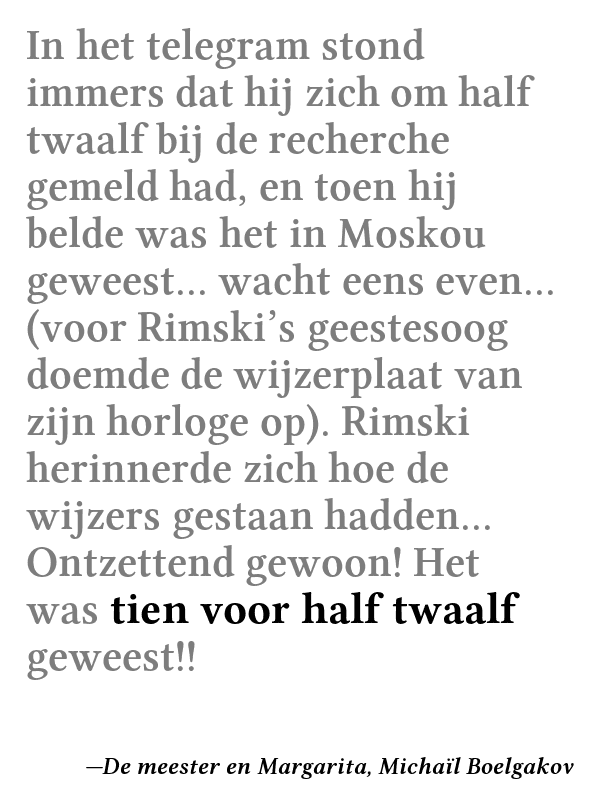 In het telegram stond
immers dat hij zich om half
twaalf bij de recherche
gemeld had, en toen hij
belde was het in Moskou
geweest… wacht eens even…
(voor Rimski’s geestesoog
doemde de wijzerplaat van
zijn horloge op). Rimski
herinnerde zich hoe de
wijzers gestaan hadden…
Ontzettend gewoon! Het
was tien voor half twaalf
geweest!!
—De meester en Margarita, Michaïl Boelgakov